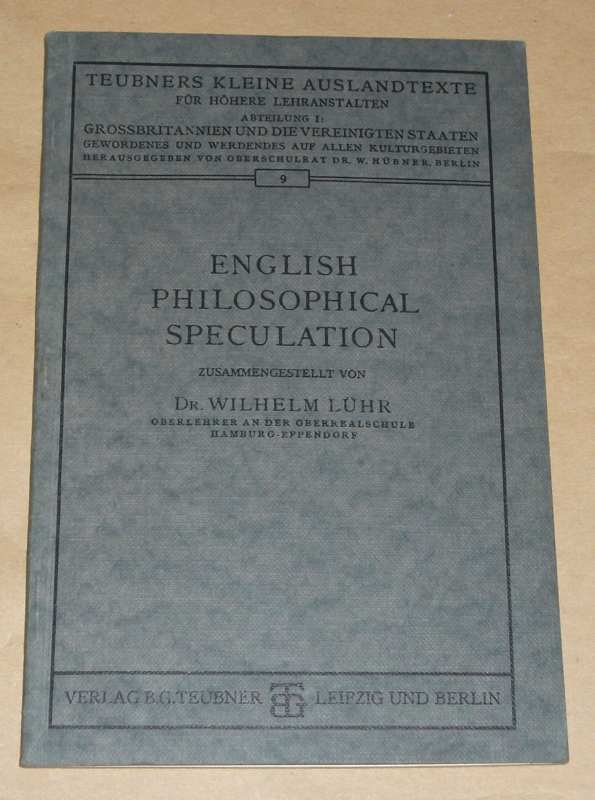 TEUBNERS KLEINE AUSLANDTEXTE
FÜR HÖHERE LEHRANSTALTEN
ABTEILUNG I:
GROSSBRITANNIEN UND DIE VEREINIGTEN STAATEN
GEWORDENES UND WERDENDES AUF ALLEN KULTURGEBIETEN
HERAUSGEGEBEN VON OBERSCHULRAT DR. W. HÜBNER, BERLIN
9
ENGLISH
PHILOSOPHICAL
SPECULATION
ZUSAMMENGESTELLT VON
DR. WILHELM LÜHR
OBERLEHRER AN DER OBERREALSCHULE
HAMBURG-EPPENDORF
VERLAG B.G.TEUBNER BGT LEIPZIG UND BERLIN